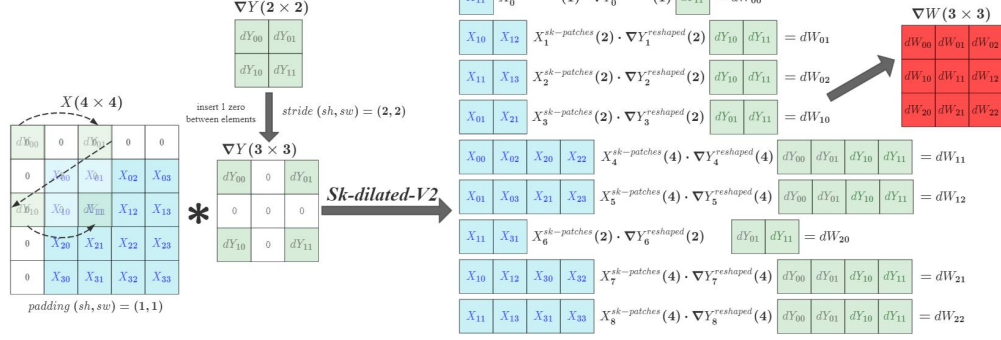 ∇Y(2 × 2)
dY00 dY01
dY10 dY11
insert 1 zero
between elements
stride (sh, sw) = (2, 2)
X(4 × 4)
0 0 0
0 X00 X01 X02 X03
X10 X12 X13
0 X20 X21 X22 X23
0 X30 X31 X32 X33
padding (sh, sw) = (1, 1)
∇Y(3 × 3)
dY00 0 dY01
0 0 0
dY10 0 dY11
*
Sk-dilated-V2
X10 X12 X1^sk−patches(2) · ∇Y1^reshaped(2) dY10 dY11 = dW01
X11 X13 X2^sk−patches(2) · ∇Y2^reshaped(2) dY10 dY11 = dW02
X01 X21 X3^sk−patches(2) · ∇Y3^reshaped(2) dY01 dY11 = dW10
X00 X02 X20 X22 X4^sk−patches(4) · ∇Y4^reshaped(4) dY00 dY01 dY10 dY11 = dW11
X01 X03 X21 X23 X5^sk−patches(4) · ∇Y5^reshaped(4) dY00 dY01 dY10 dY11 = dW12
X11 X31 X6^sk−patches(2) · ∇Y6^reshaped(2) dY01 dY11 = dW20
X10 X12 X30 X32 X7^sk−patches(4) · ∇Y7^reshaped(4) dY00 dY01 dY10 dY11 = dW21
X11 X13 X31 X33 X8^sk−patches(4) · ∇Y8^reshaped(4) dY00 dY01 dY10 dY11 = dW22
∇W(3 × 3)
dW00 dW01 dW02
dW10 dW11 dW12
dW20 dW21 dW22